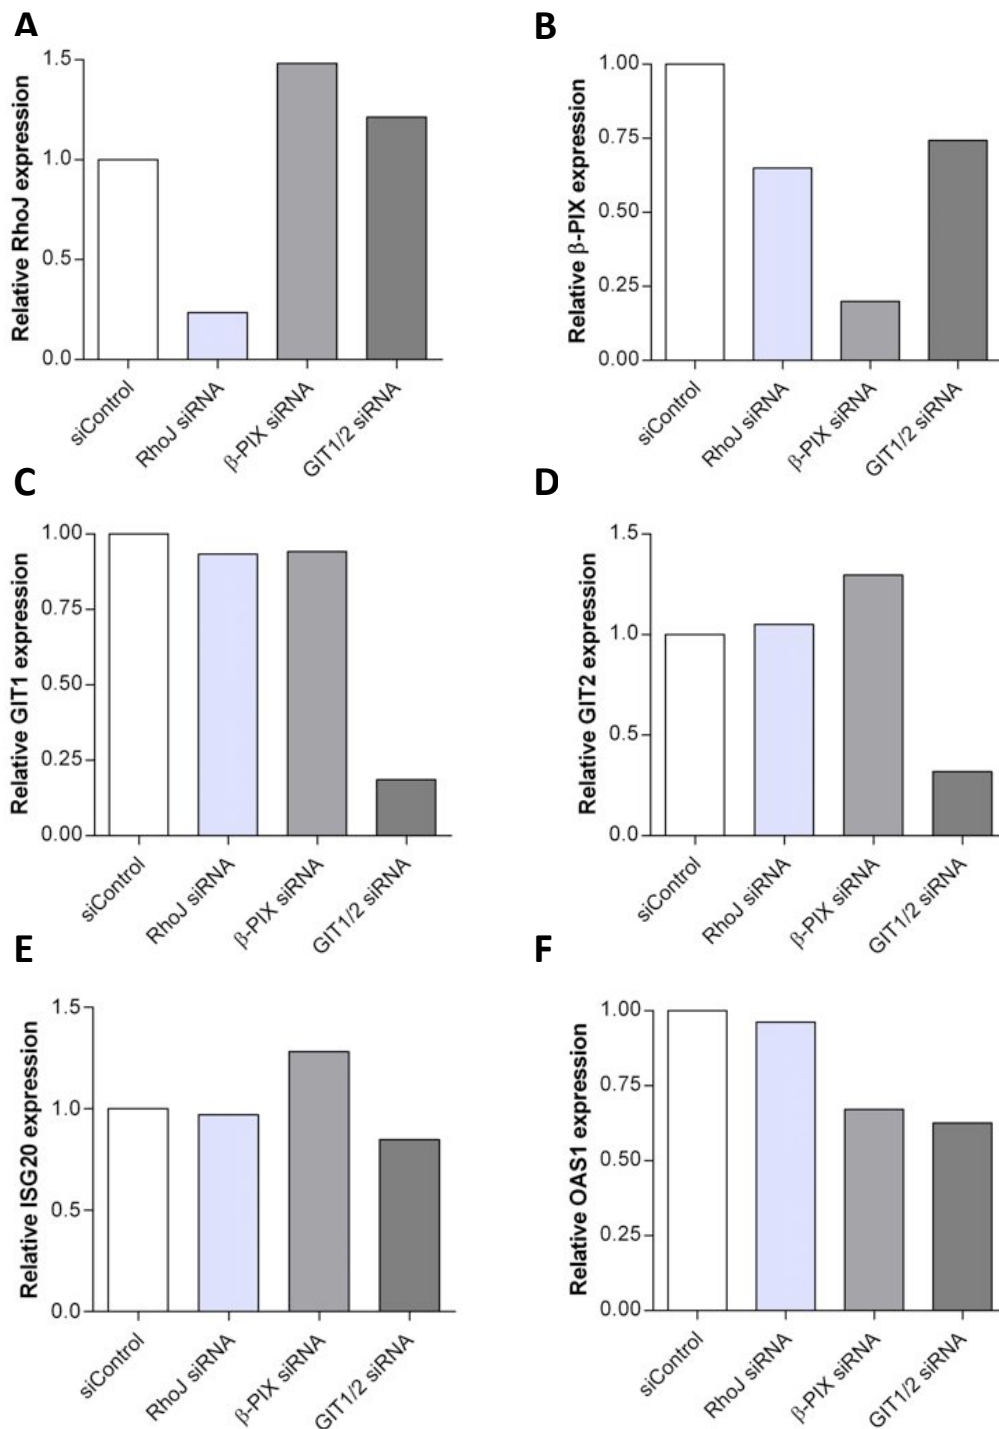 A
Relative RhoJ expression
1.5
1.0
0.5
0.0
siControl
RhoJ siRNA
β-PIX siRNA
GIT1/2 siRNA
B
Relative β-PIX expression
1.00
0.75
0.50
0.25
0.00
siControl
RhoJ siRNA
β-PIX siRNA
GIT1/2 siRNA
C
Relative GIT1 expression
1.00
0.75
0.50
0.25
0.00
siControl
RhoJ siRNA
β-PIX siRNA
GIT1/2 siRNA
D
Relative GIT2 expression
1.5
1.0
0.5
0.0
siControl
RhoJ siRNA
β-PIX siRNA
GIT1/2 siRNA
E
Relative ISG20 expression
1.5
1.0
0.5
0.0
siControl
RhoJ siRNA
β-PIX siRNA
GIT1/2 siRNA
F
Relative OAS1 expression
1.00
0.75
0.50
0.25
0.00
siControl
RhoJ siRNA
β-PIX siRNA
GIT1/2 siRNA